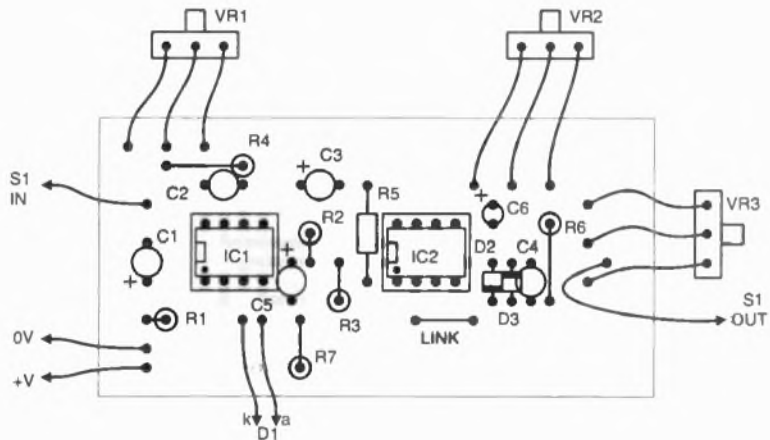 VR1
VR2
R4
C3
C2
S1
IN
R5
VR3
C6
R2
R6
C1
IC1
IC2
D2
C4
C5
R1
R3
D3
S1
OUT
0V
LINK
R7
+V
k
a
D1